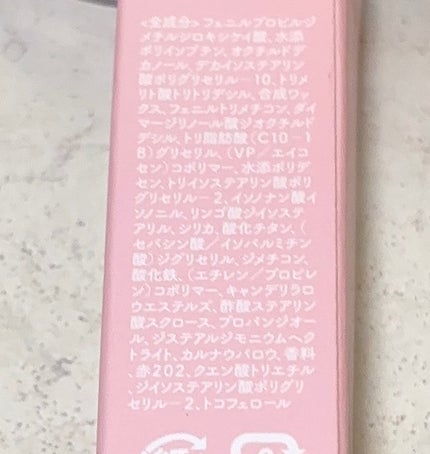 <全成分> フェニルプロピルジ
メチルシロキシケイ酸、水添
ポリイソブテン、オクチルドデ
カノール、デカイソステアリン
酸ポリグリセリル-10、トリメ
リト酸トリトリデシル、合成ワッ
クス、フェニルトリメチコン、ダイ
マージリノール酸ジオクチルド
デシル、トリ脂肪酸(C10-1
8)グリセリル、(VP/エイコ
セン)コポリマー、水添ポリデ
セン、トリイソステアリン酸ポリ
グリセリル-2、イソノナン酸イ
ソノニル、リンゴ酸ジイソステ
アリル、シリカ、酸化チタン、(
セバシン酸/イソパルミチン
酸)ジグリセリル、ジメチコン、
酸化鉄、(エチレン/プロピレ
ン)コポリマー、キャンデリラロ
ウエステルズ、酢酸ステアリン
酸スクロース、プロパンジオー
ル、ジステアルジモニウムヘクト
ライト、カルナウバロウ、香料、
赤202、クエン酸トリエチル、
ジイソステアリン酸ポリグリ
セリル-2、トコフェロール